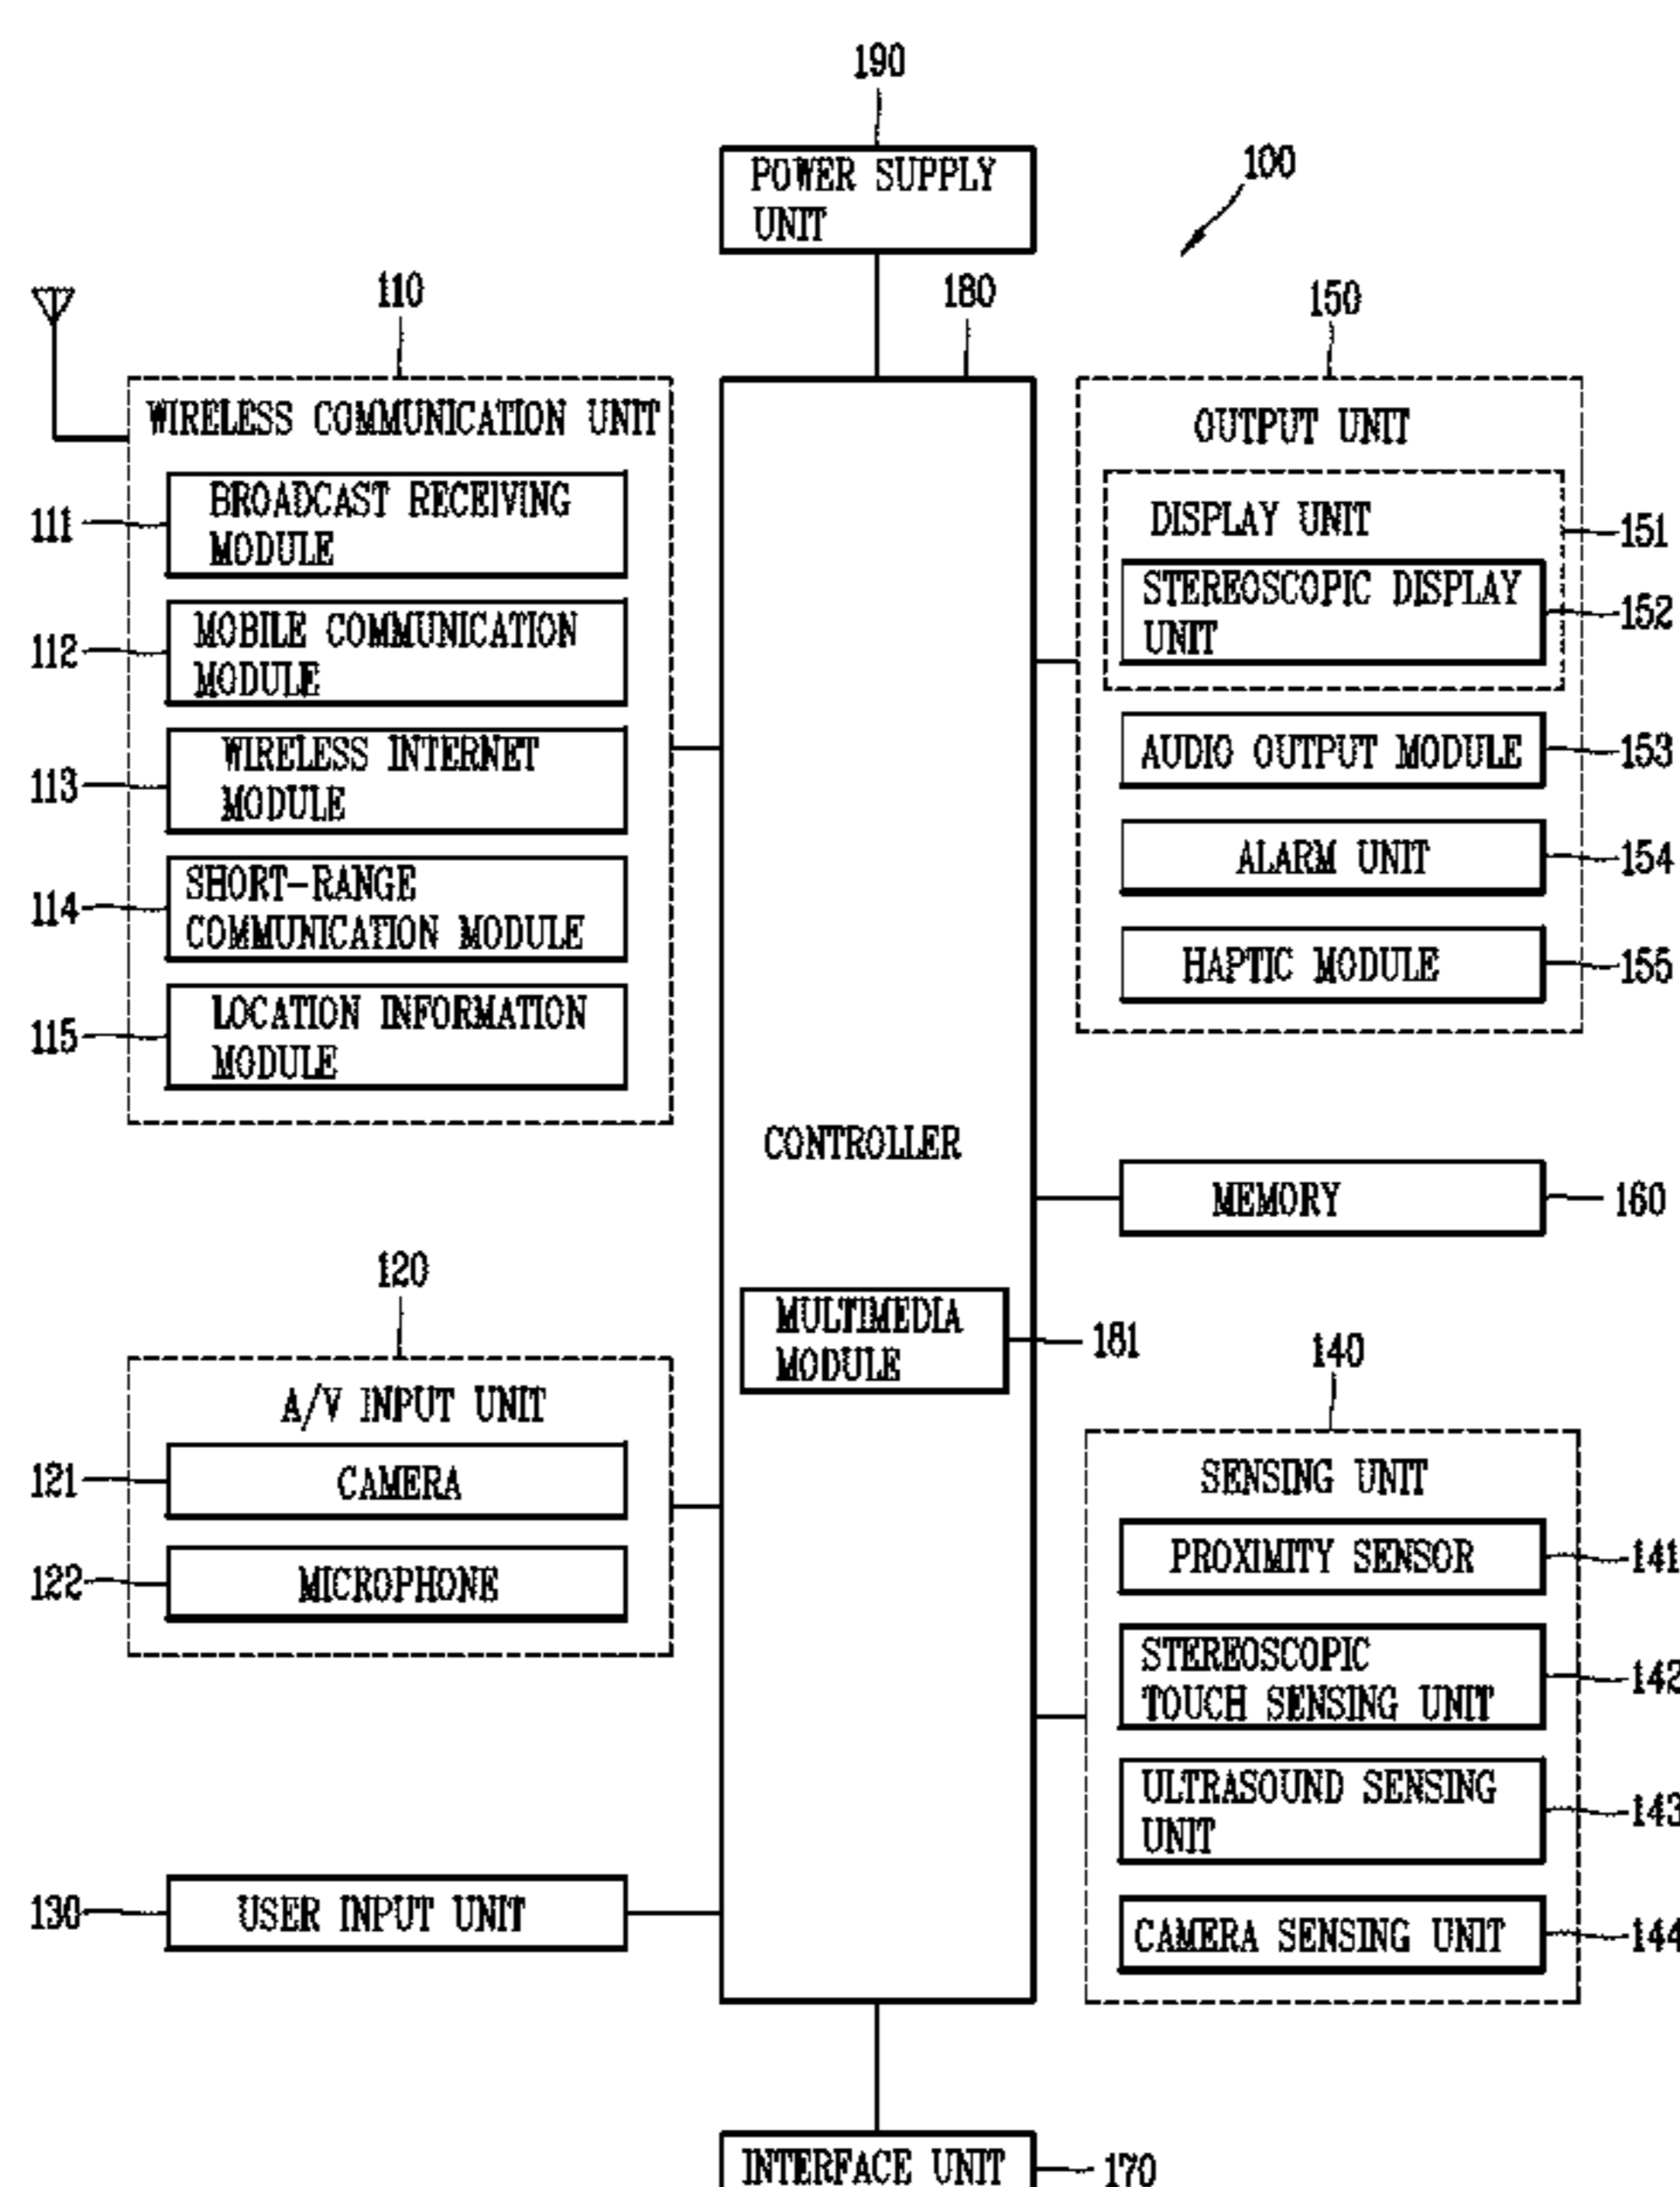 190
POWER SUPPLY
UNIT
100
110
180
150
WIRELESS COMMUNICATION UNIT
111
BROADCAST RECEIVING
MODULE
112
MOBILE COMMUNICATION
MODULE
113
WIRELESS INTERNET
MODULE
114
SHORT-RANGE
COMMUNICATION MODULE
115
LOCATION INFORMATION
MODULE
OUTPUT UNIT
DISPLAY UNIT
151
STEREOSCOPIC DISPLAY
UNIT
152
AUDIO OUTPUT MODULE
153
ALARM UNIT
154
HAPTIC MODULE
155
CONTROLLER
MEMORY
160
MULTIMEDIA
MODULE
181
120
A/V INPUT UNIT
121
CAMERA
122
MICROPHONE
140
SENSING UNIT
PROXIMITY SENSOR
141
STEREOSCOPIC
TOUCH SENSING UNIT
142
ULTRASOUND SENSING
UNIT
143
CAMERA SENSING UNIT
144
130
USER INPUT UNIT
INTERFACE UNIT
170